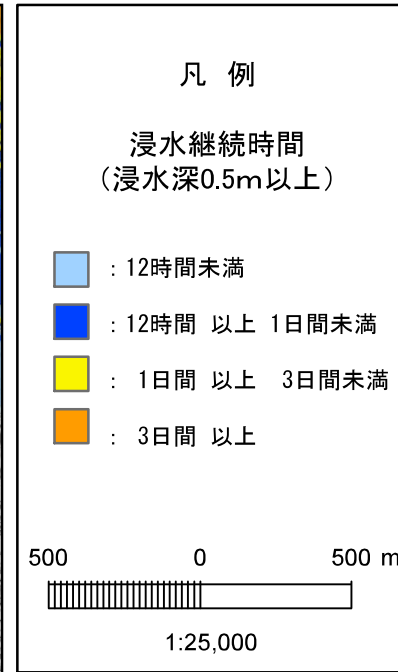 凡 例
浸水継続時間
（浸水深0.5m以上）
: 12時間未満
: 12時間 以上 1日間未満
: 1日間 以上 3日間未満
: 3日間 以上
500 0 500 m
1:25,000